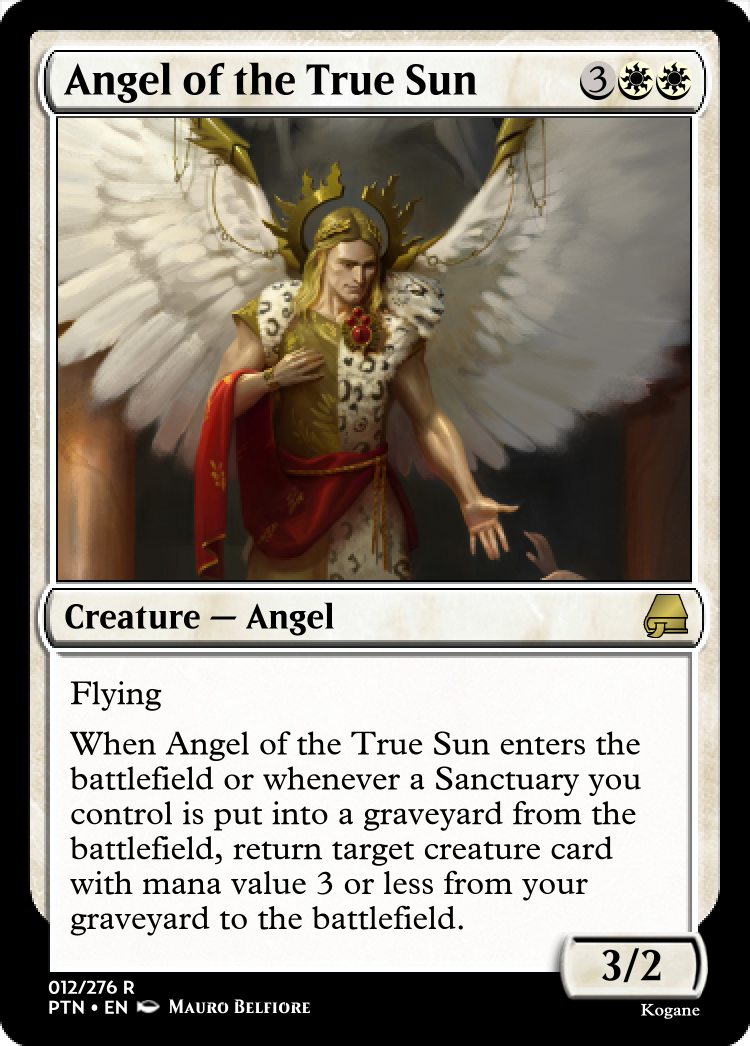 Angel of the True Sun 3
Creature — Angel
Flying
When Angel of the True Sun enters the
battlefield or whenever a Sanctuary you
control is put into a graveyard from the
battlefield, return target creature card
with mana value 3 or less from your
graveyard to the battlefield.
3/2
012/276 R
PTN • EN Mauro Belfiore
Kogane